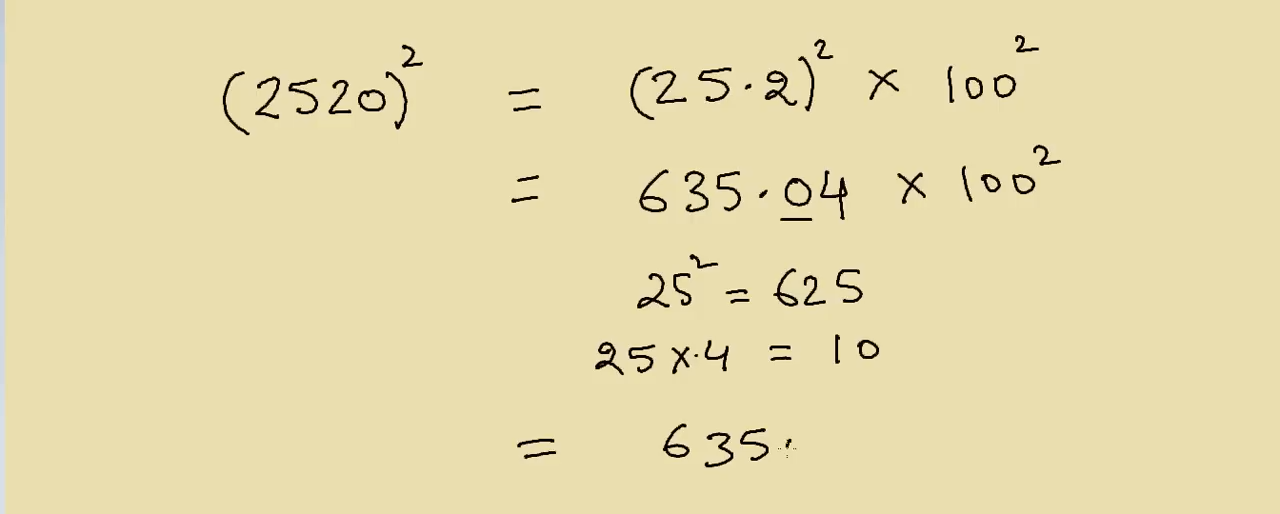 (2520)² = (25.2)² × 100²
= 635.04 × 100²
25² = 625
25 × .4 = 10
= 635.